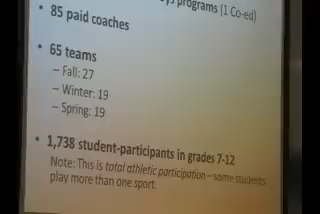 programs (1 Co-ed)
• 85 paid coaches
• 65 teams
– Fall: 27
– Winter: 19
– Spring: 19
• 1,738 student-participants in grades 7-12
Note: This is total athletic participation – some students
play more than one sport.